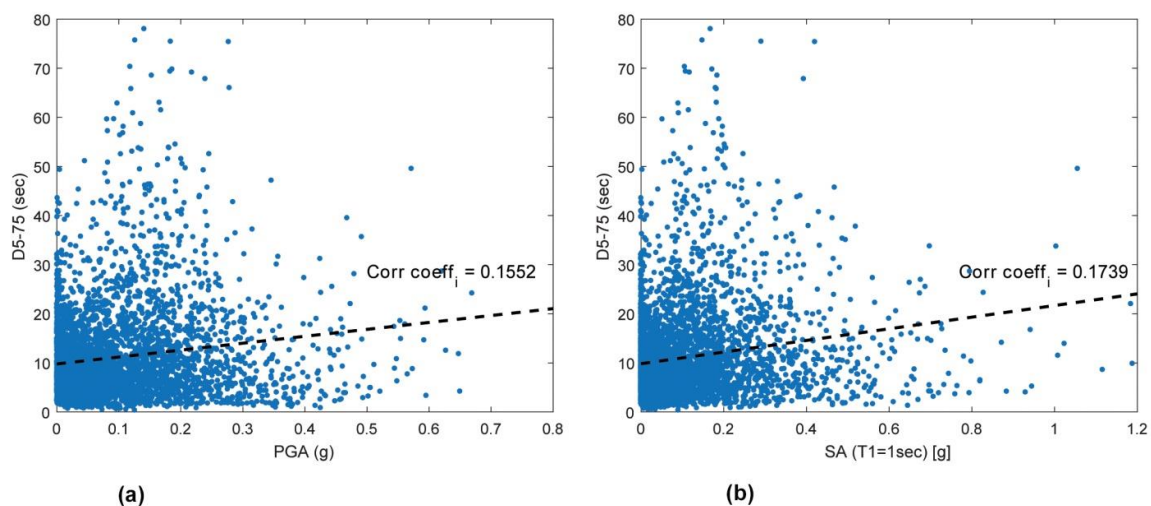 80
70
60
50
40
30
20
10
0
D5-75 (sec)
Corr coeff_i = 0.1552
0 0.1 0.2 0.3 0.4 0.5 0.6 0.7 0.8
PGA (g)
(a)
80
70
60
50
40
30
20
10
0
D5-75 (sec)
Corr coeff_i = 0.1739
0 0.2 0.4 0.6 0.8 1 1.2
SA (T1=1sec) [g]
(b)